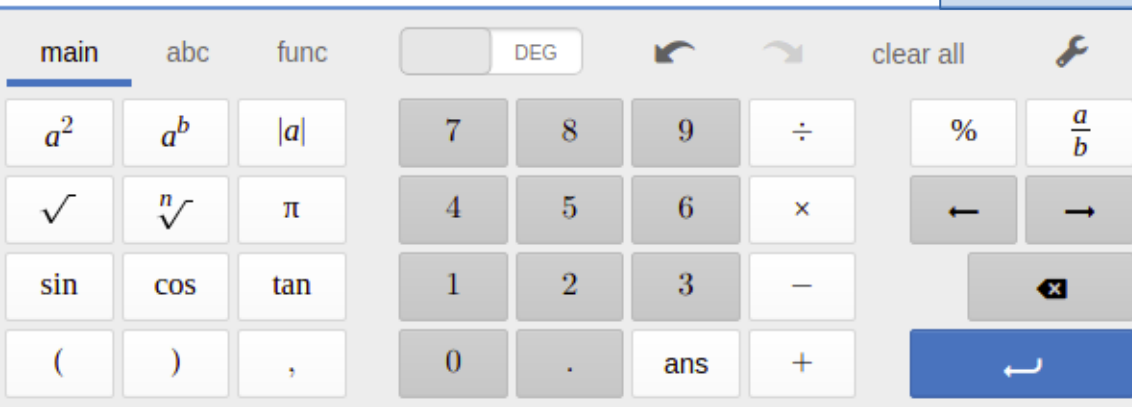 main abc func DEG clear all
a² aᵇ |a| 7 8 9 ÷ % a/b
√ ⁿ√ π 4 5 6 ×
sin cos tan 1 2 3 −
( ) , 0 . ans +